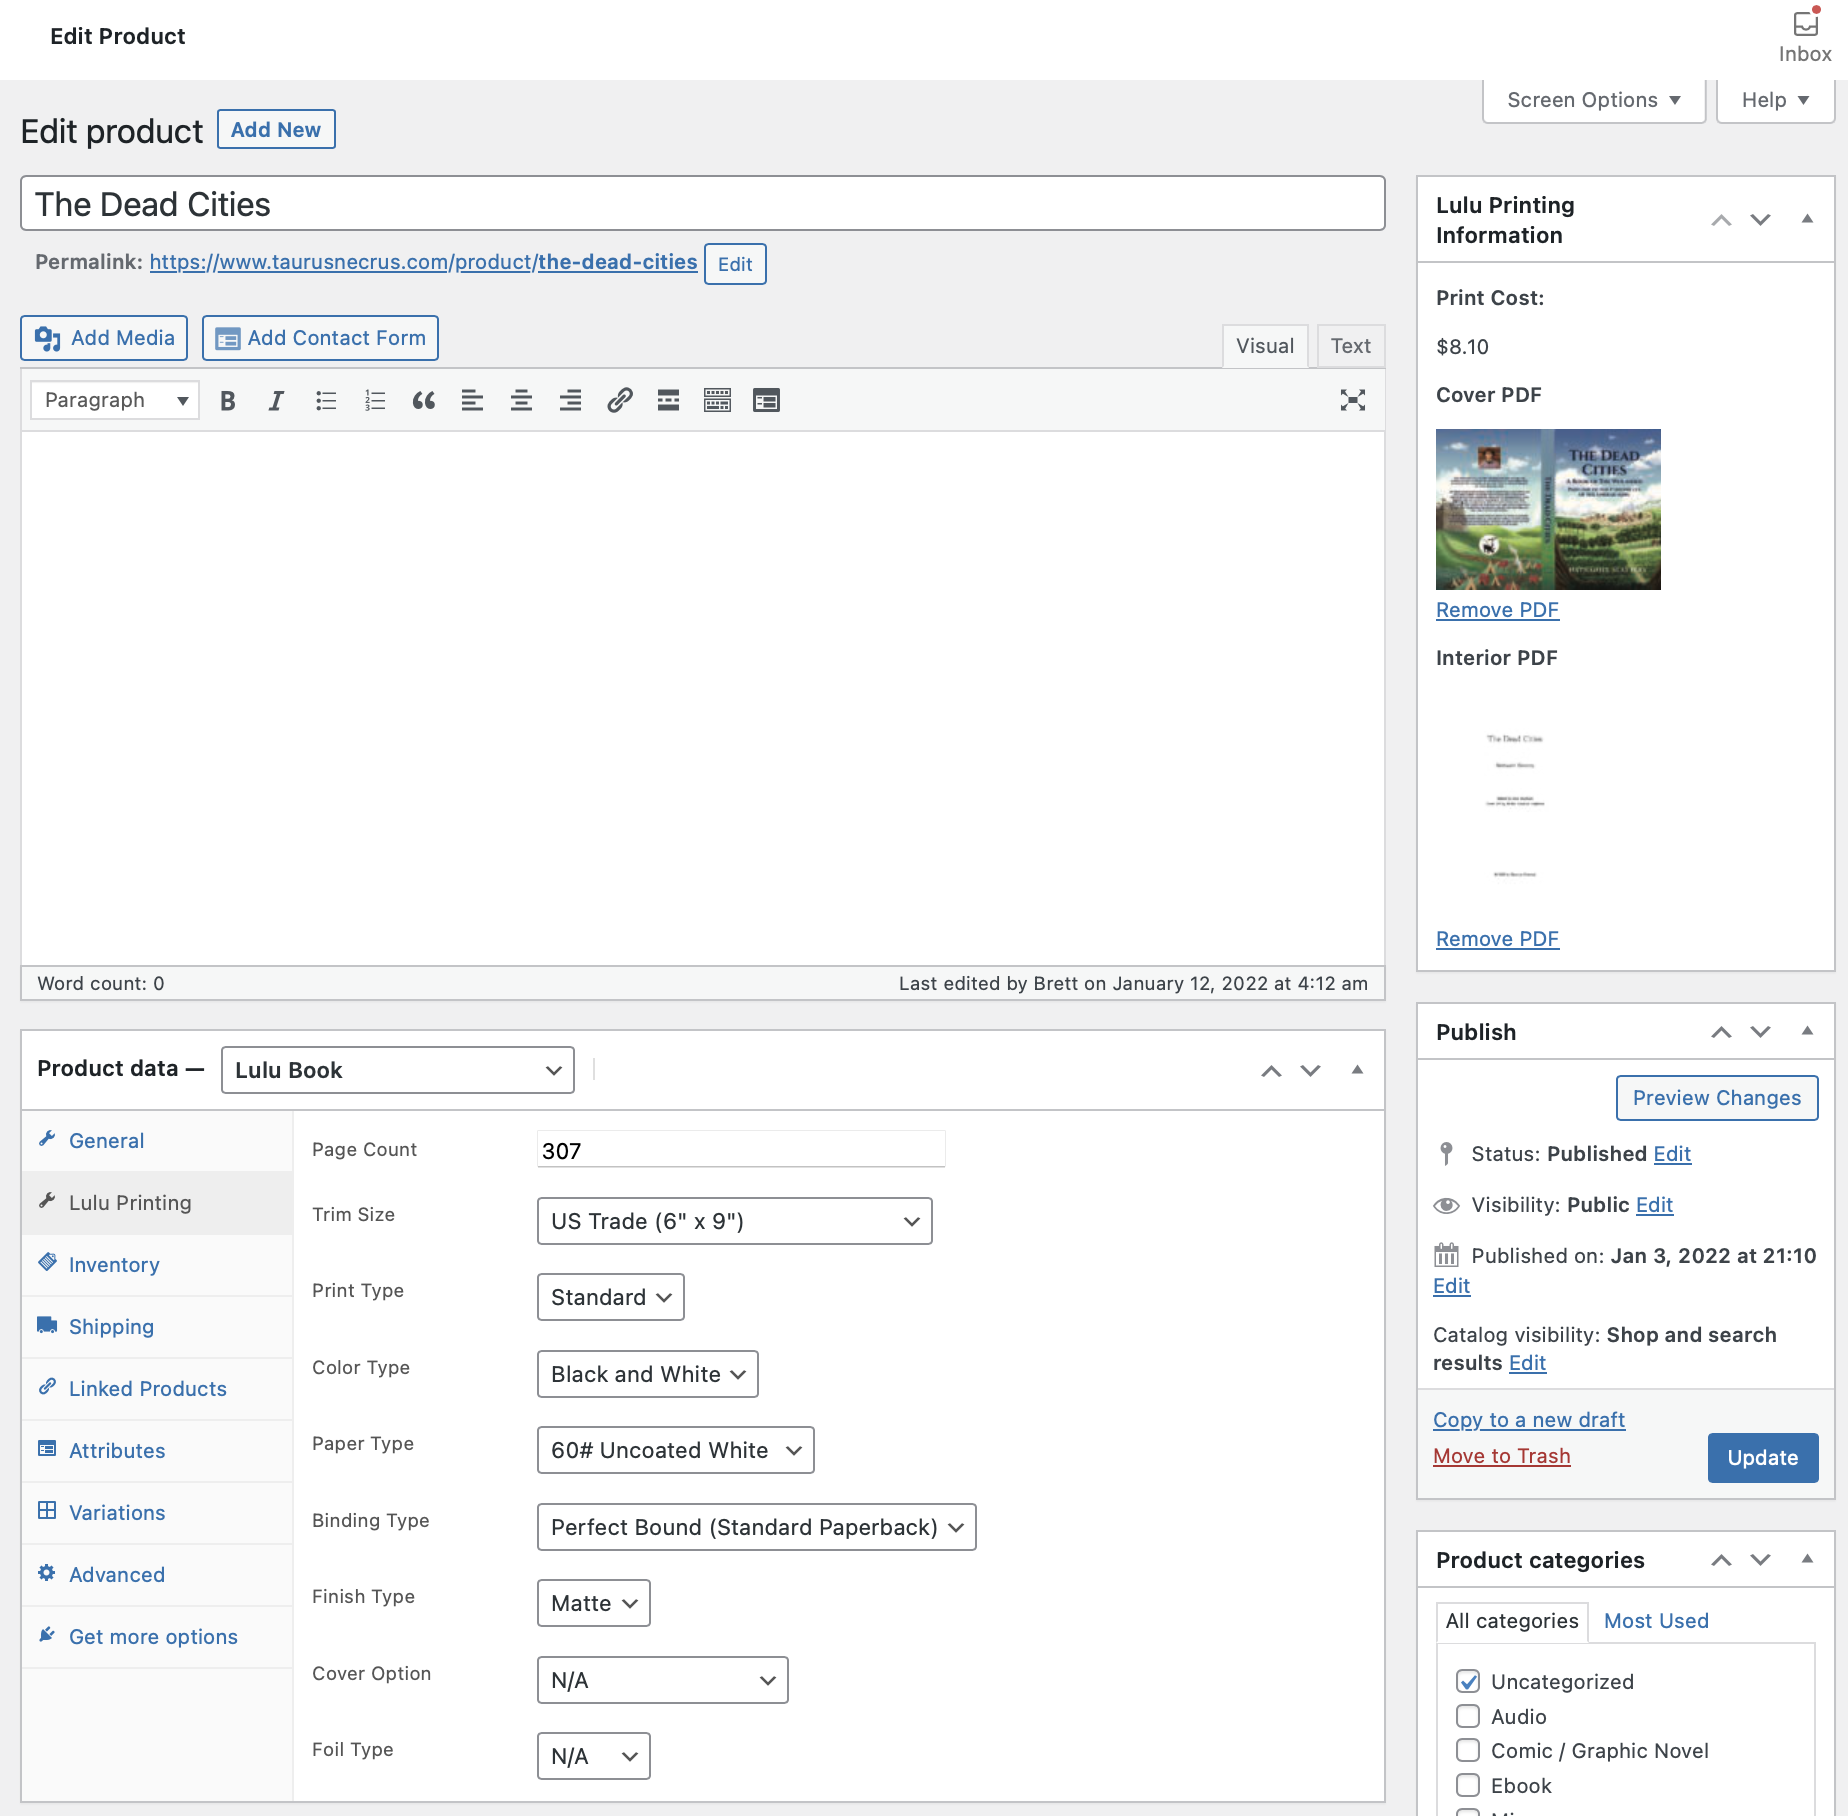 Edit Product
Inbox
Screen Options
Help
Edit product
Add New
The Dead Cities
Permalink: https://www.taurusnecrus.com/product/the-dead-cities Edit
Add Media
Add Contact Form
Visual
Text
Paragraph
Word count: 0
Last edited by Brett on January 12, 2022 at 4:12 am
Product data — Lulu Book
General
Lulu Printing
Inventory
Shipping
Linked Products
Attributes
Variations
Advanced
Get more options
Page Count 307
Trim Size US Trade (6" x 9")
Print Type Standard
Color Type Black and White
Paper Type 60# Uncoated White
Binding Type Perfect Bound (Standard Paperback)
Finish Type Matte
Cover Option N/A
Foil Type N/A
Lulu Printing
Information
Print Cost:
$8.10
Cover PDF
THE DEAD
CITIES
Remove PDF
Interior PDF
The Dead Cities
Remove PDF
Publish
Preview Changes
Status: Published Edit
Visibility: Public Edit
Published on: Jan 3, 2022 at 21:10
Edit
Catalog visibility: Shop and search
results Edit
Copy to a new draft
Move to Trash
Update
Product categories
All categories
Most Used
Uncategorized
Audio
Comic / Graphic Novel
Ebook